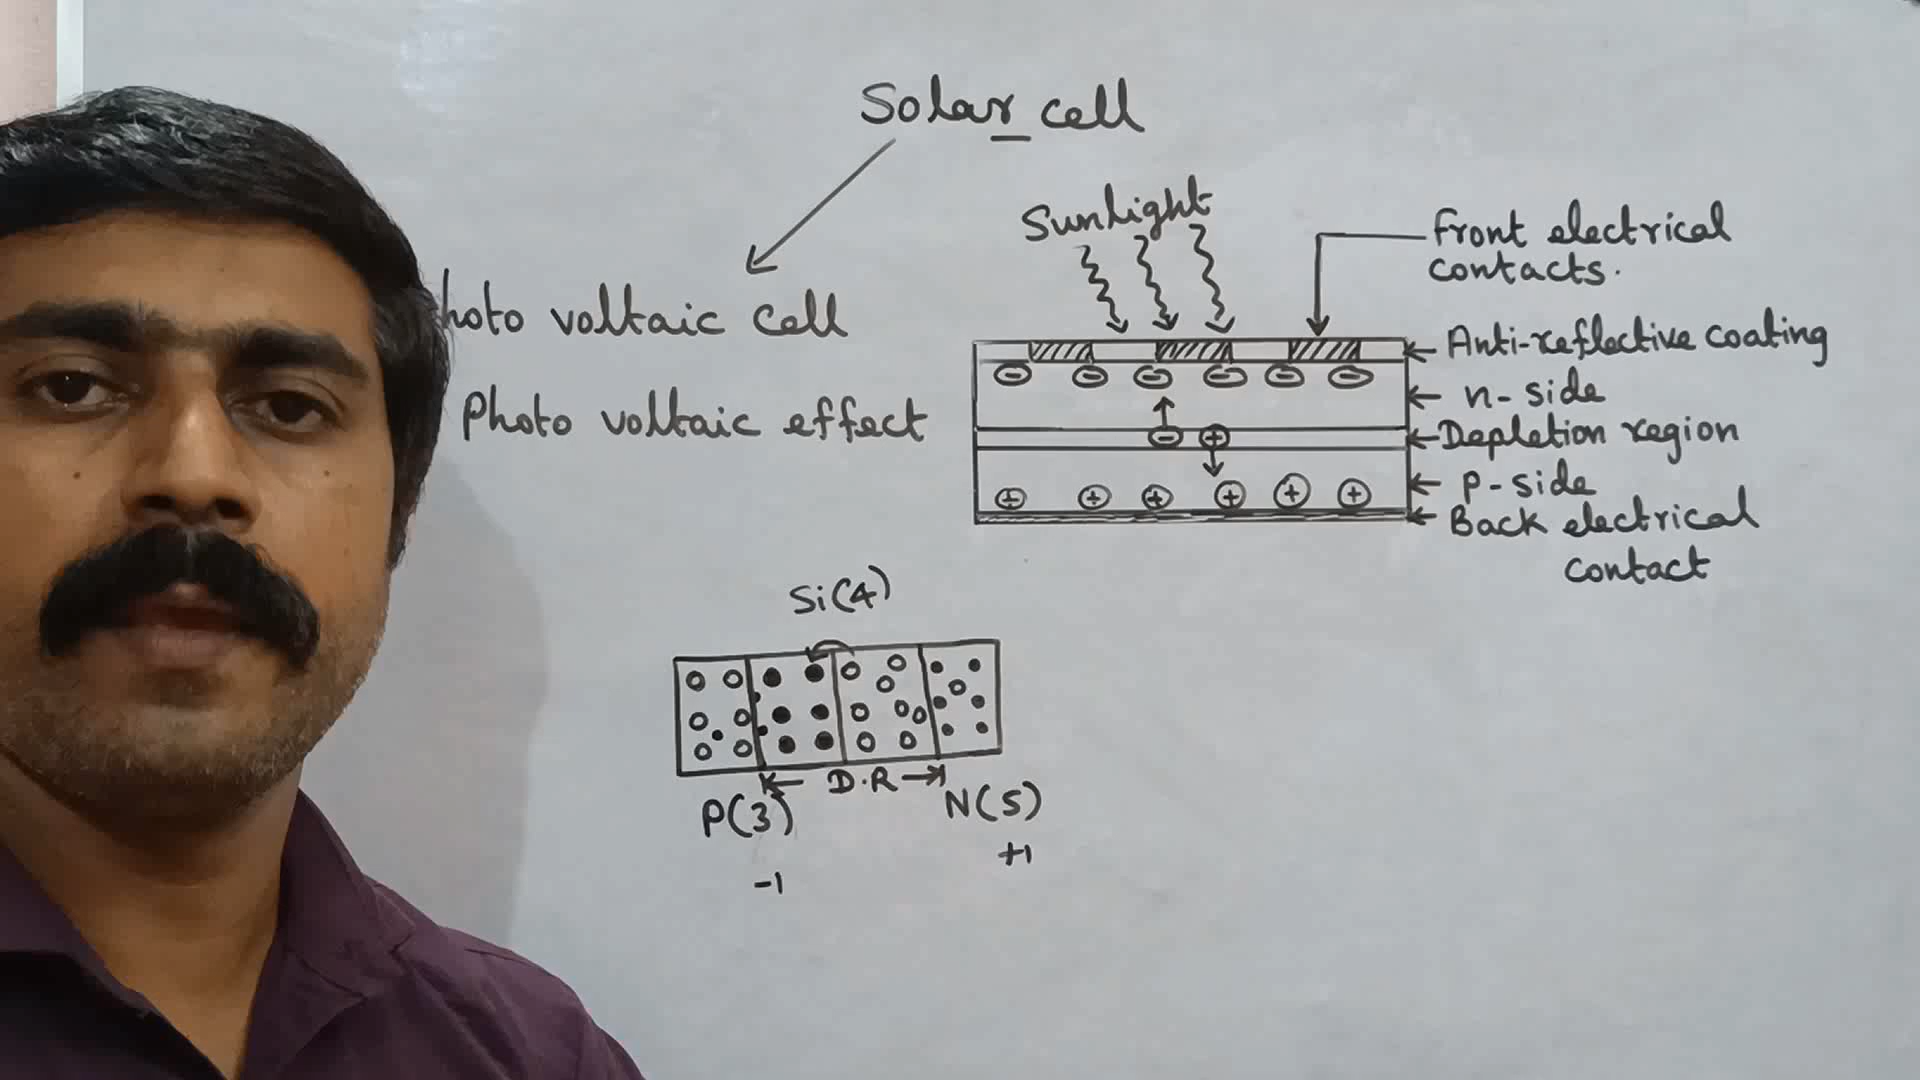 Solar cell
Sunlight
Front electrical
contacts.
hoto voltaic cell
Anti-reflective coating
n-side
Photo voltaic effect
Depletion region
P-side
Back electrical
contact
Si(4)
D.R
P(3)
N(5)
+1
-1